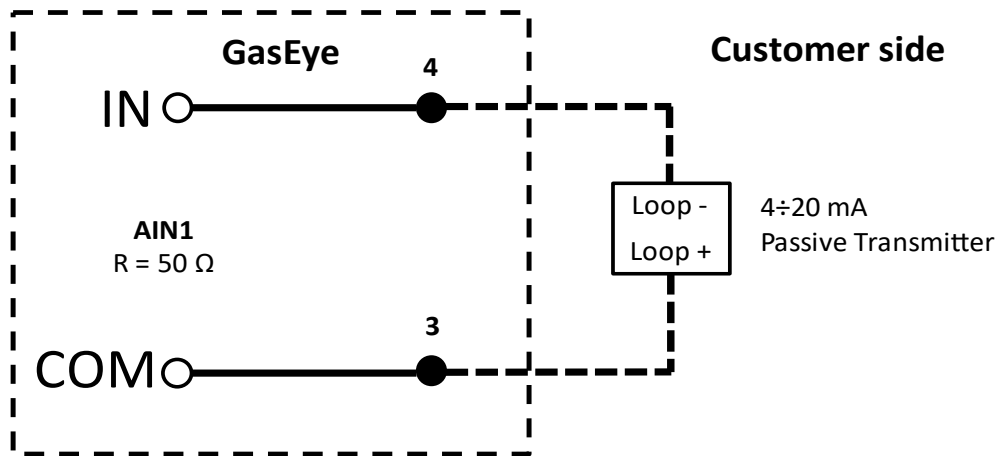 GasEye
Customer side
4
IN
Loop -
Loop +
4÷20 mA
Passive Transmitter
AIN1
R = 50 Ω
3
COM